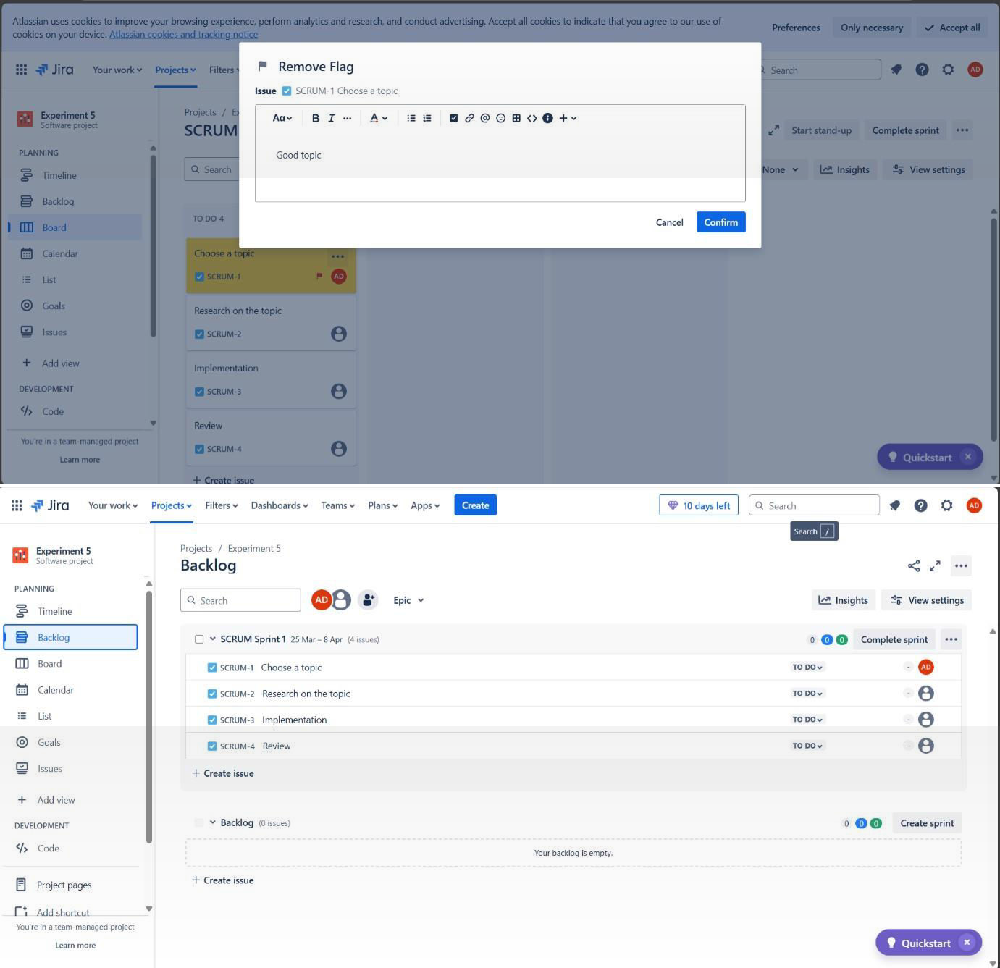 Atlassian uses cookies to improve your browsing experience, perform analytics and research, and conduct advertising. Accept all cookies to indicate that you agree to our use of
cookies on your device. Atlassian cookies and tracking notice
Preferences Only necessary Accept all
Jira Your work Projects Filters Search AD
Remove Flag
Issue SCRUM-1 Choose a topic
Aa B I ... A @ <> +
Good topic
Cancel Confirm
Experiment 5
Software project
PLANNING
Timeline
Backlog
Board
Calendar
List
Goals
Issues
Add view
DEVELOPMENT
Code
You're in a team-managed project
Learn more
Projects /
SCRUM
Start stand-up Complete sprint
Search
None Insights View settings
TO DO 4
Choose a topic
SCRUM-1 AD
Research on the topic
SCRUM-2
Implementation
SCRUM-3
Review
SCRUM-4
+ Create issue
Quickstart
Jira Your work Projects Filters Dashboards Teams Plans Apps Create 10 days left Search AD
Search /
Experiment 5
Software project
PLANNING
Timeline
Backlog
Board
Calendar
List
Goals
Issues
Add view
DEVELOPMENT
Code
Project pages
Add shortcut
You're in a team-managed project
Learn more
Projects / Experiment 5
Backlog
Search AD Epic Insights View settings
SCRUM Sprint 1 25 Mar – 8 Apr (4 issues) 0 0 0 Complete sprint
SCRUM-1 Choose a topic TO DO - AD
SCRUM-2 Research on the topic TO DO -
SCRUM-3 Implementation TO DO -
SCRUM-4 Review TO DO -
+ Create issue
Backlog (0 issues) 0 0 0 Create sprint
Your backlog is empty.
+ Create issue
Quickstart